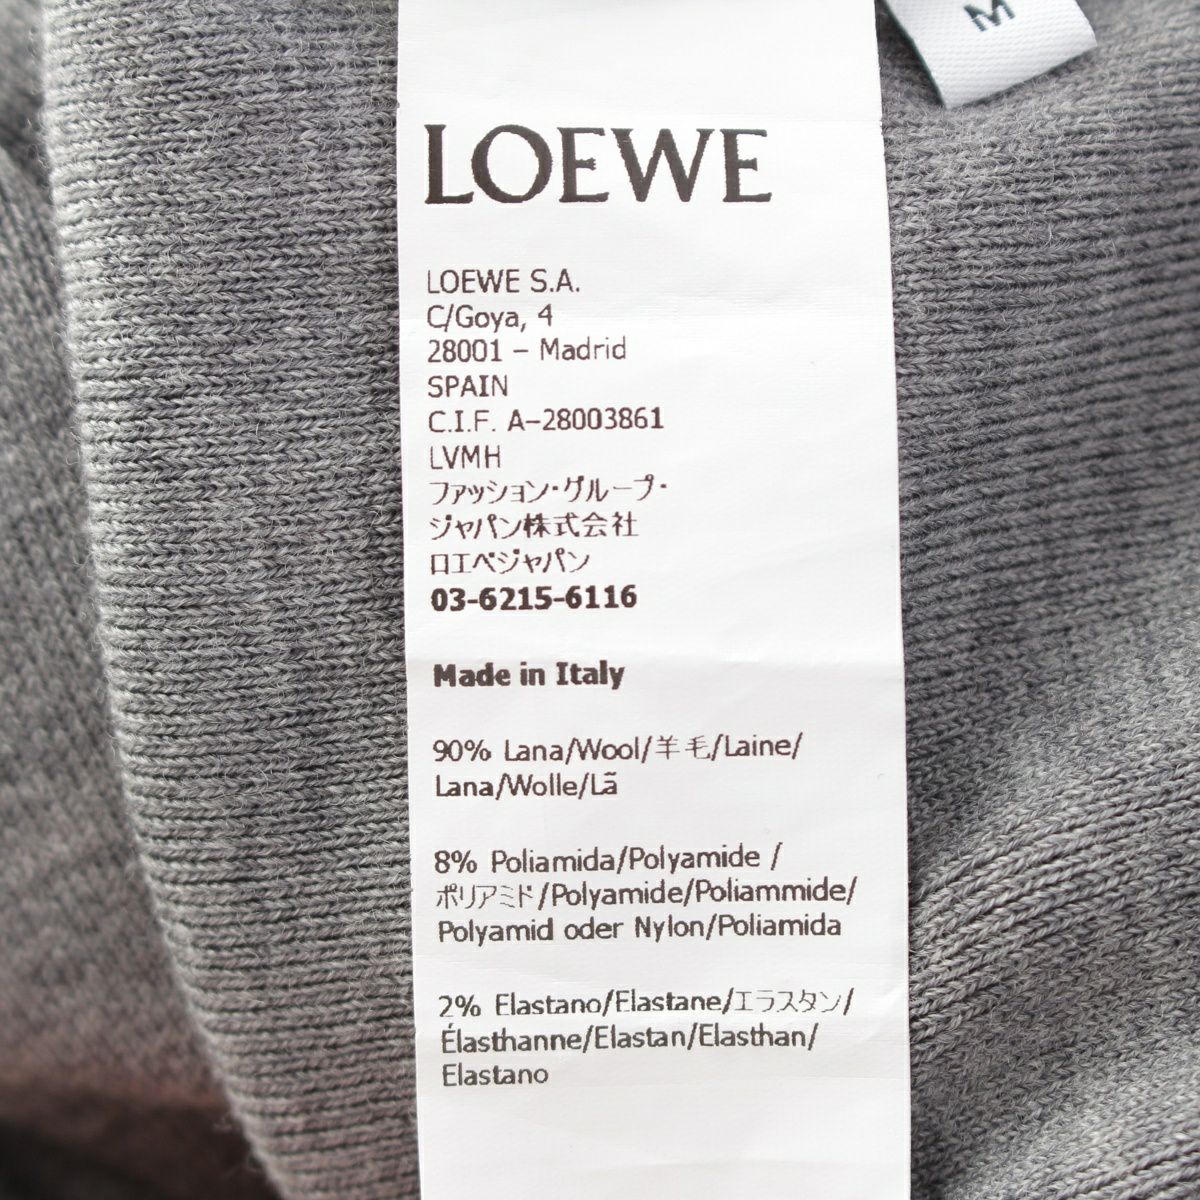 M
LOEWE
LOEWE S.A.
C/Goya, 4
28001 – Madrid
SPAIN
C.I.F. A–28003861
LVMH
ファッション・グループ・
ジャパン株式会社
ロエベジャパン
03-6215-6116
Made in Italy
90% Lana/Wool/羊毛/Laine/
Lana/Wolle/Lã
8% Poliamida/Polyamide /
ポリアミド/Polyamide/Poliammide/
Polyamid oder Nylon/Poliamida
2% Elastano/Elastane/エラスタン/
Élasthanne/Elastan/Elasthan/
Elastano